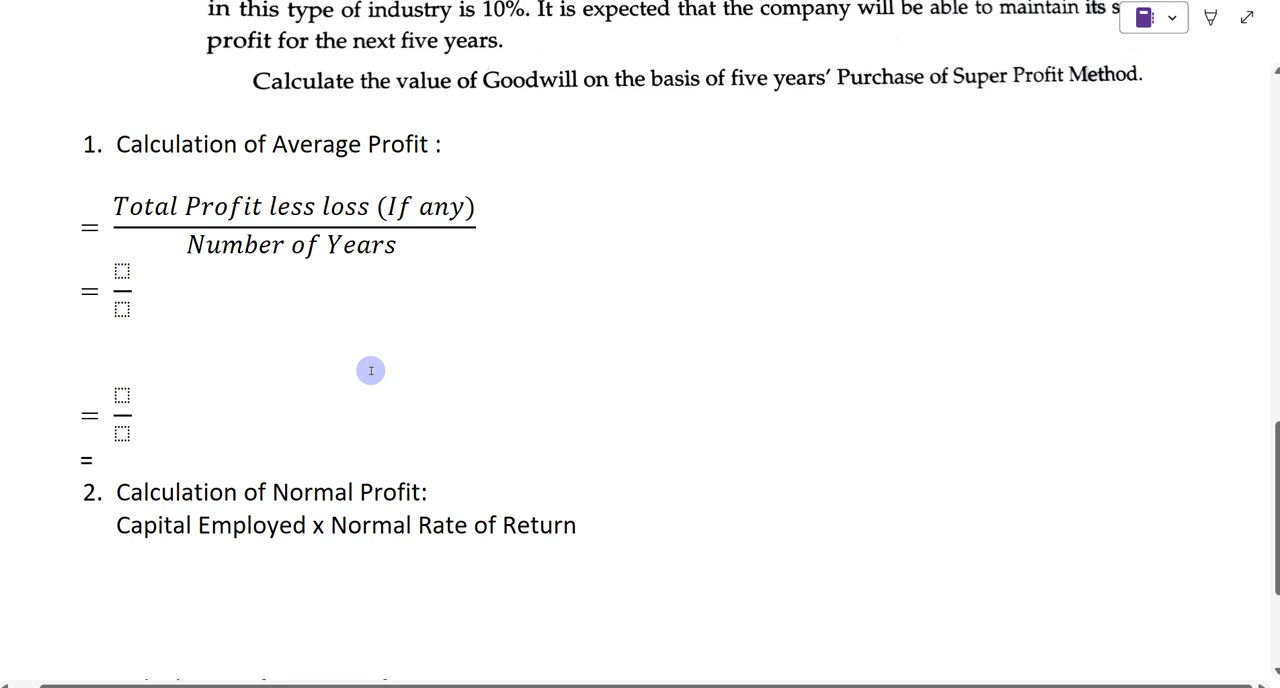 in this type of industry is 10%. It is expected that the company will be able to maintain its s
profit for the next five years.
Calculate the value of Goodwill on the basis of five years' Purchase of Super Profit Method.
1. Calculation of Average Profit :
Total Profit less loss (If any)
=
Number of Years
=
=
=
2. Calculation of Normal Profit:
Capital Employed x Normal Rate of Return